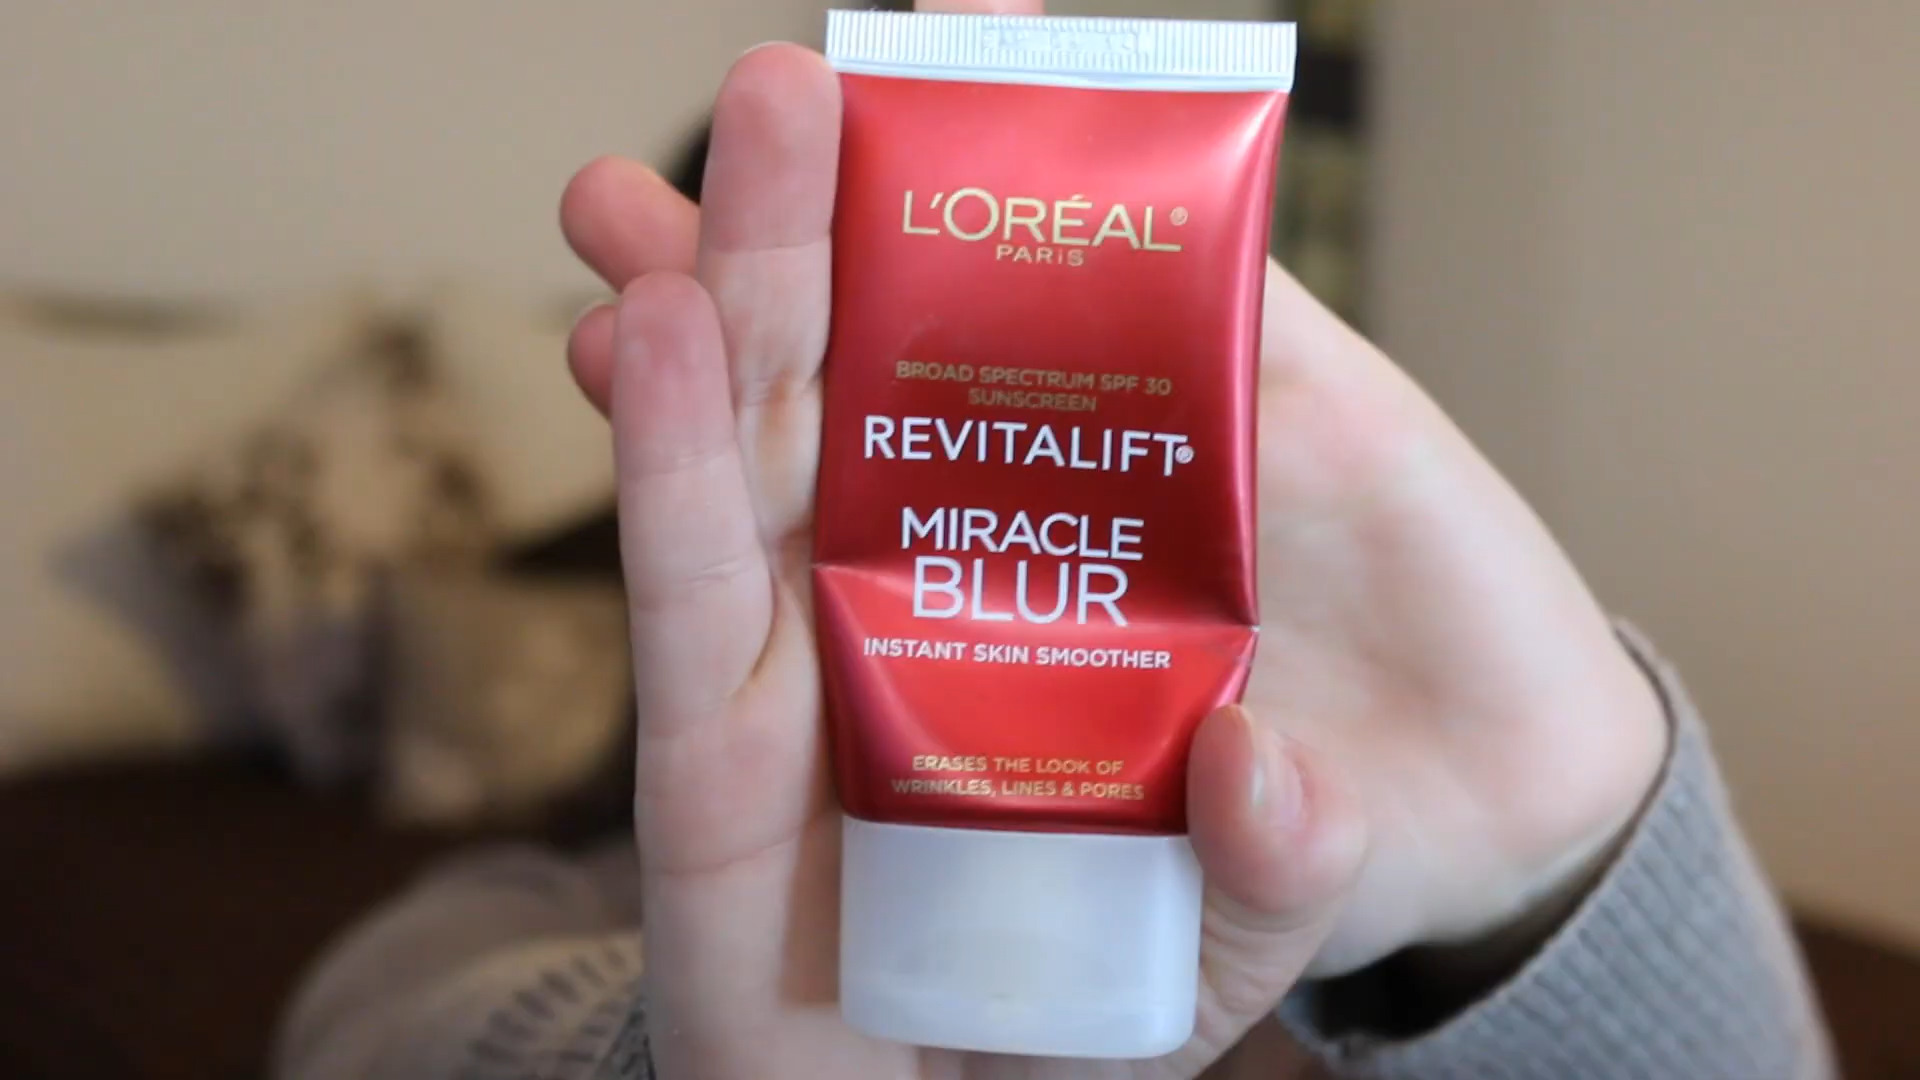 L'ORÉAL®
PARIS
BROAD SPECTRUM SPF 30
SUNSCREEN
REVITALIFT®
MIRACLE
BLUR
INSTANT SKIN SMOOTHER
ERASES THE LOOK OF
WRINKLES, LINES & PORES